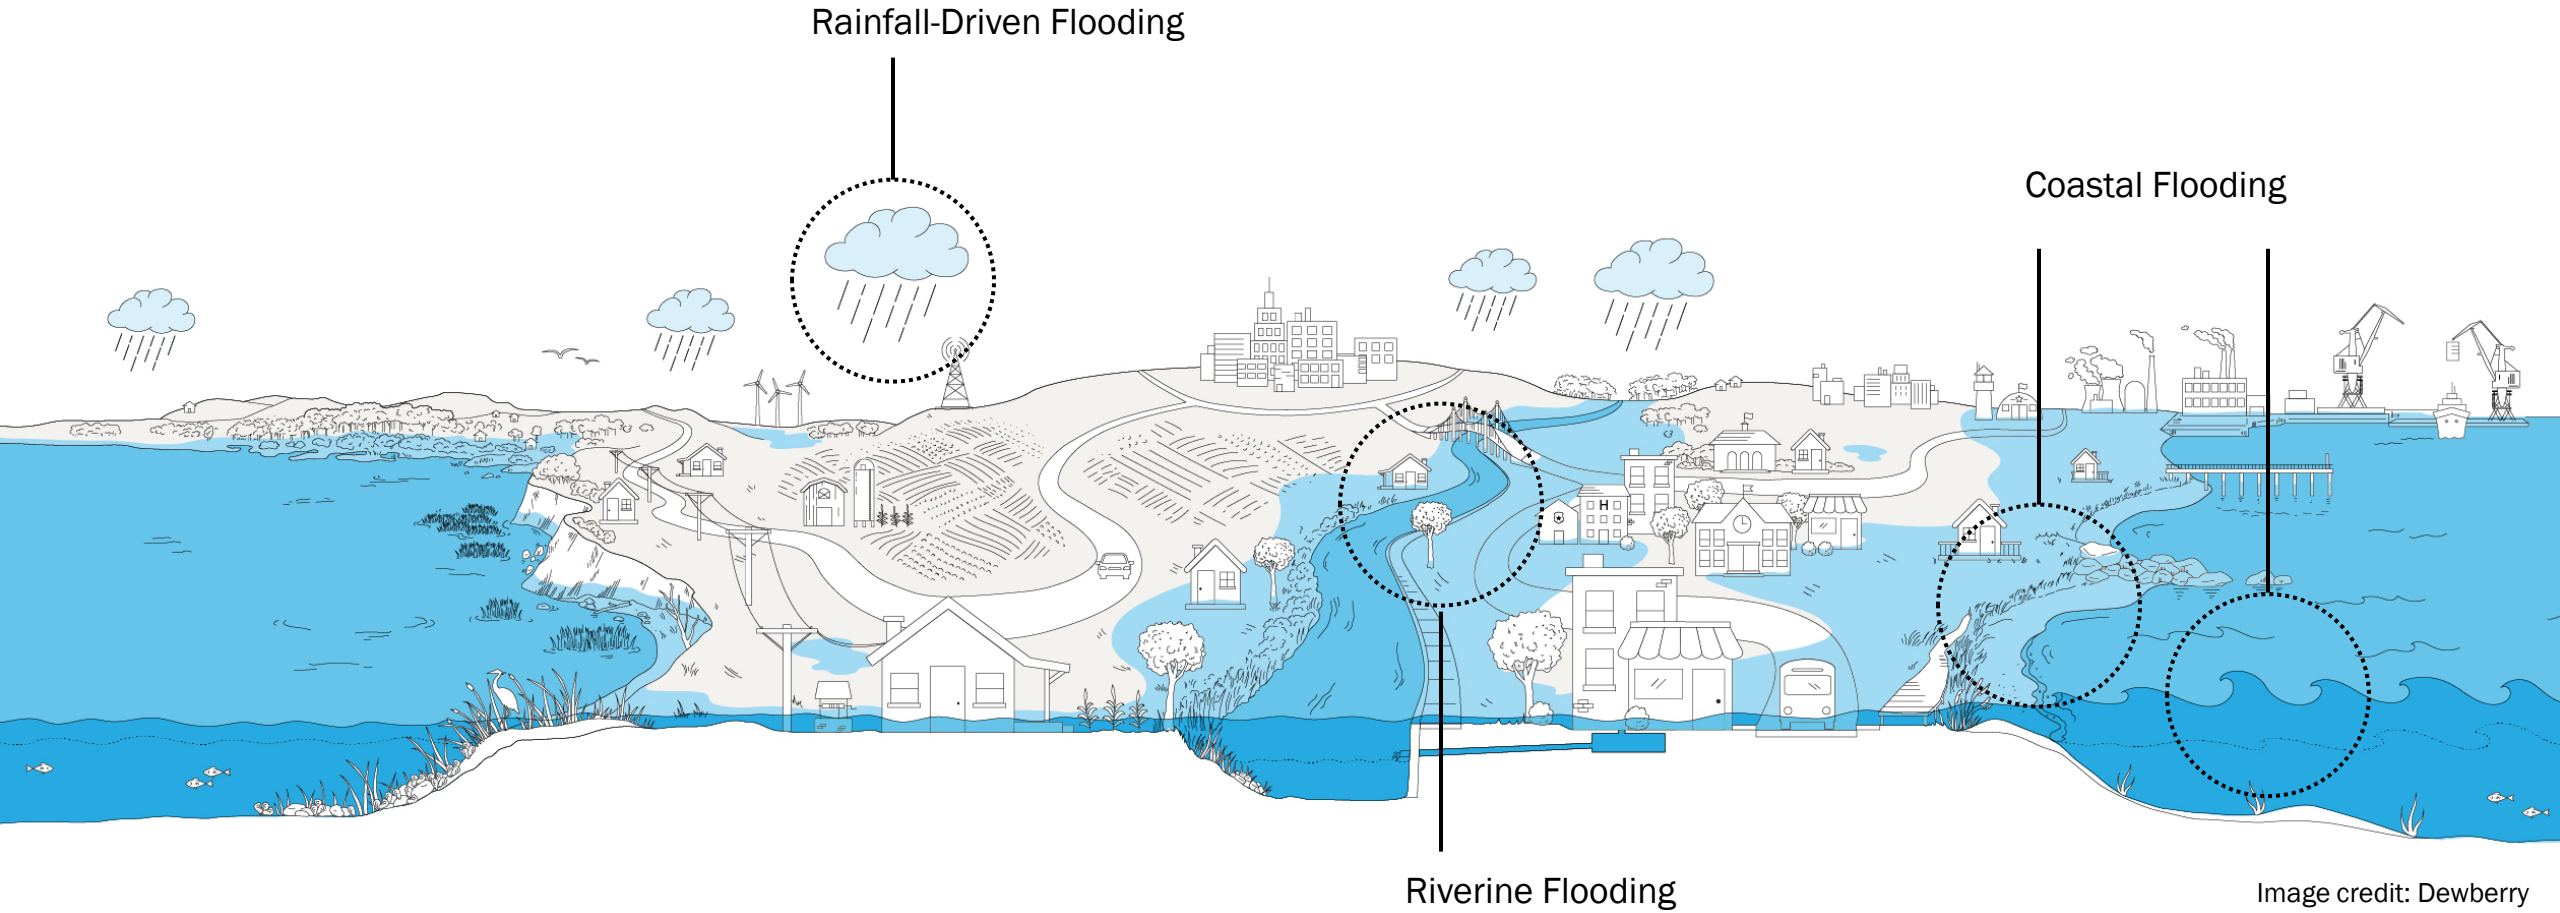 Rainfall-Driven Flooding
Coastal Flooding
H
Riverine Flooding
Image credit: Dewberry